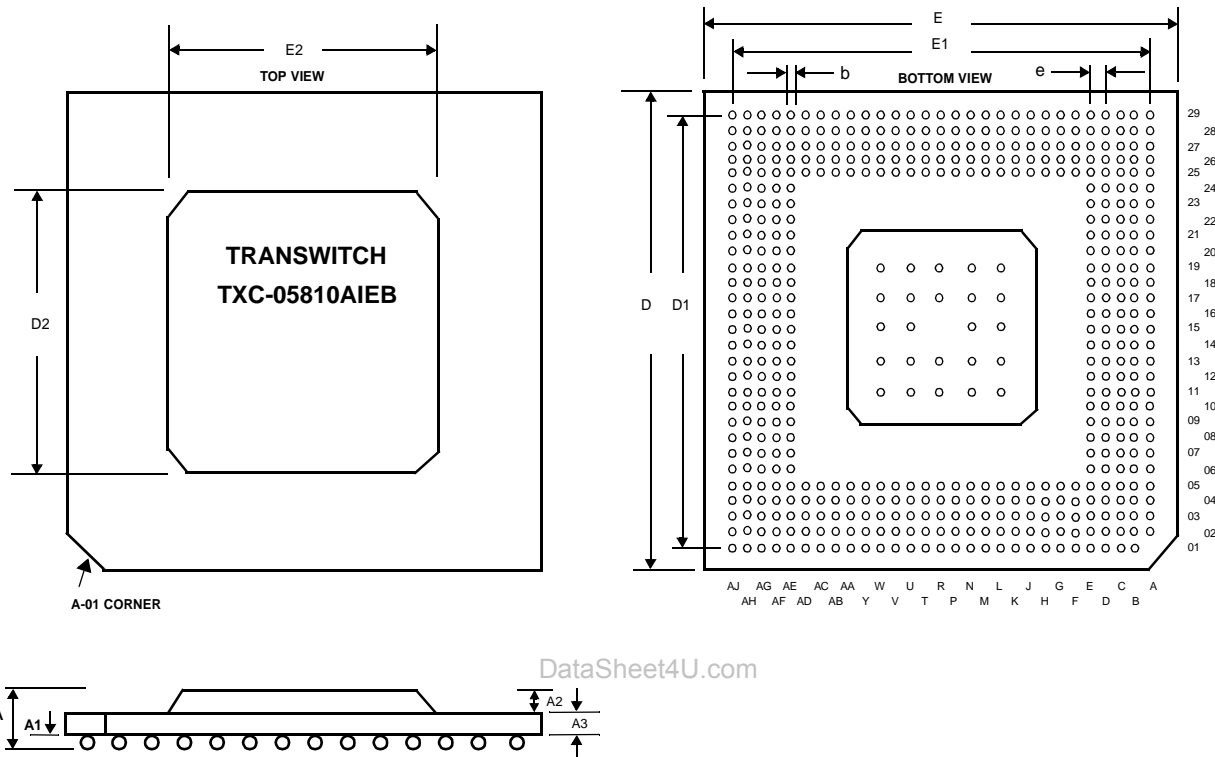 E2
TOP VIEW
TRANSWITCH
TXC-05810AIEB
D2
A-01 CORNER
E
E1
b
BOTTOM VIEW
e
D
D1
29
28
27
26
25
24
23
22
21
20
19
18
17
16
15
14
13
12
11
10
09
08
07
06
05
04
03
02
01
AJ AG AE AC AA W U R N L J G E C A
AH AF AD AB Y V T P M K H F D B
DataSheet4U.com
A
A1
A2
A3